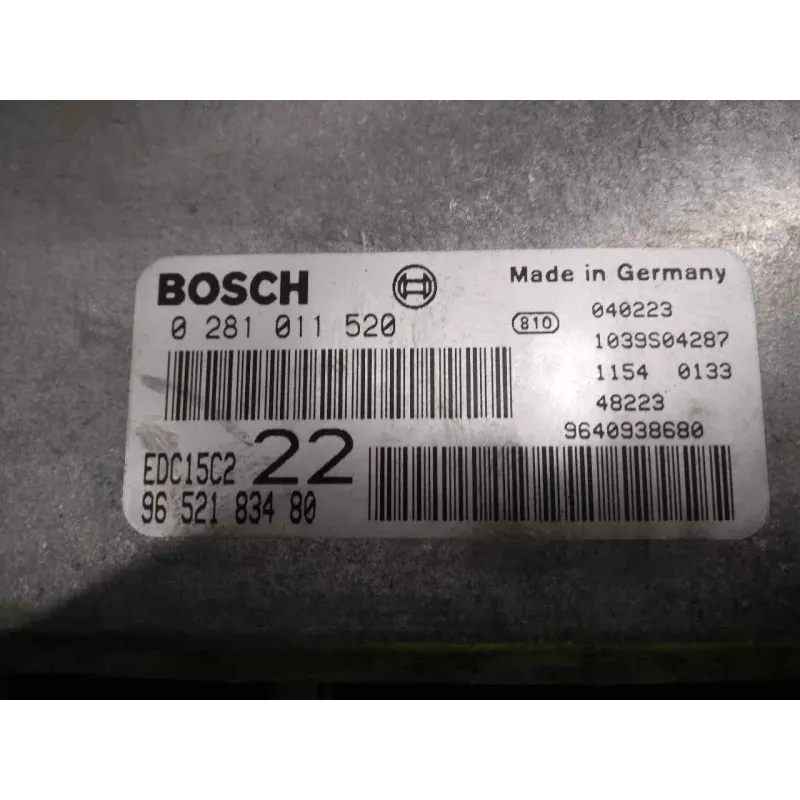 BOSCH
Made in Germany
0 281 011 520
810
040223
1039S04287
1154 0133
48223
9640938680
EDC15C2 22
96 521 834 80